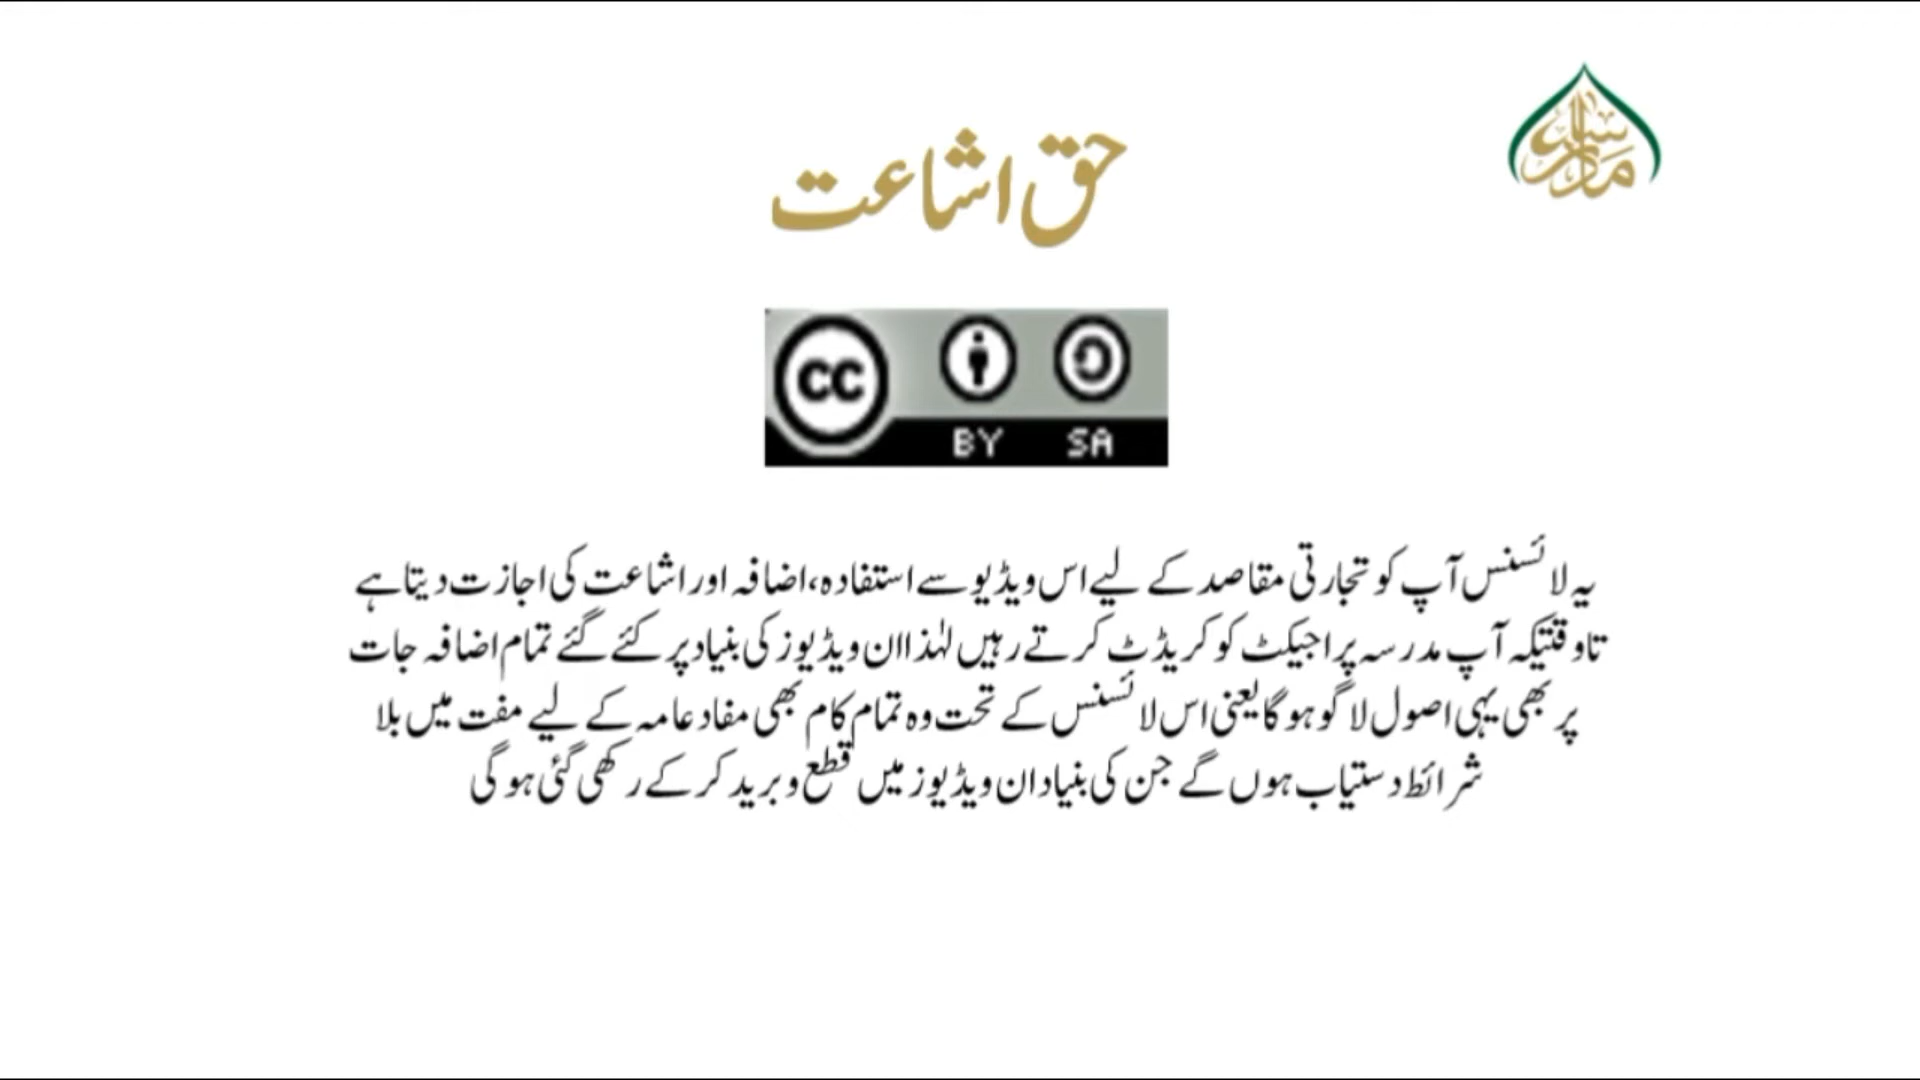 مدرسہ
حق اشاعت
cc
BY SA
یہ لائسنس آپ کو تجارتی مقاصد کے لیے اس ویڈیو سے استفادہ، اضافہ اور اشاعت کی اجازت دیتا ہے
تاوقتیکہ آپ مدرسہ پراجیکٹ کو کریڈٹ کرتے رہیں لہٰذا ان ویڈیوز کی بنیاد پر کئے گئے تمام اضافہ جات
پر بھی یہی اصول لاگو ہو گا یعنی اس لائسنس کے تحت وہ تمام کام بھی مفاد عامہ کے لیے مفت میں بلا
شرائط دستیاب ہوں گے جن کی بنیاد ان ویڈیوز میں قطع و برید کر کے رکھی گئی ہو گی